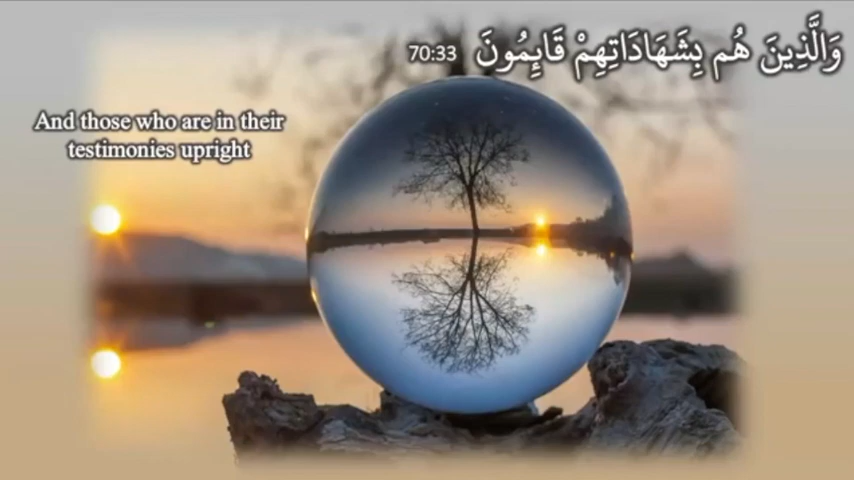 وَالَّذِينَ هُم بِشَهَادَاتِهِمْ قَائِمُونَ 70:33
And those who are in their
testimonies upright